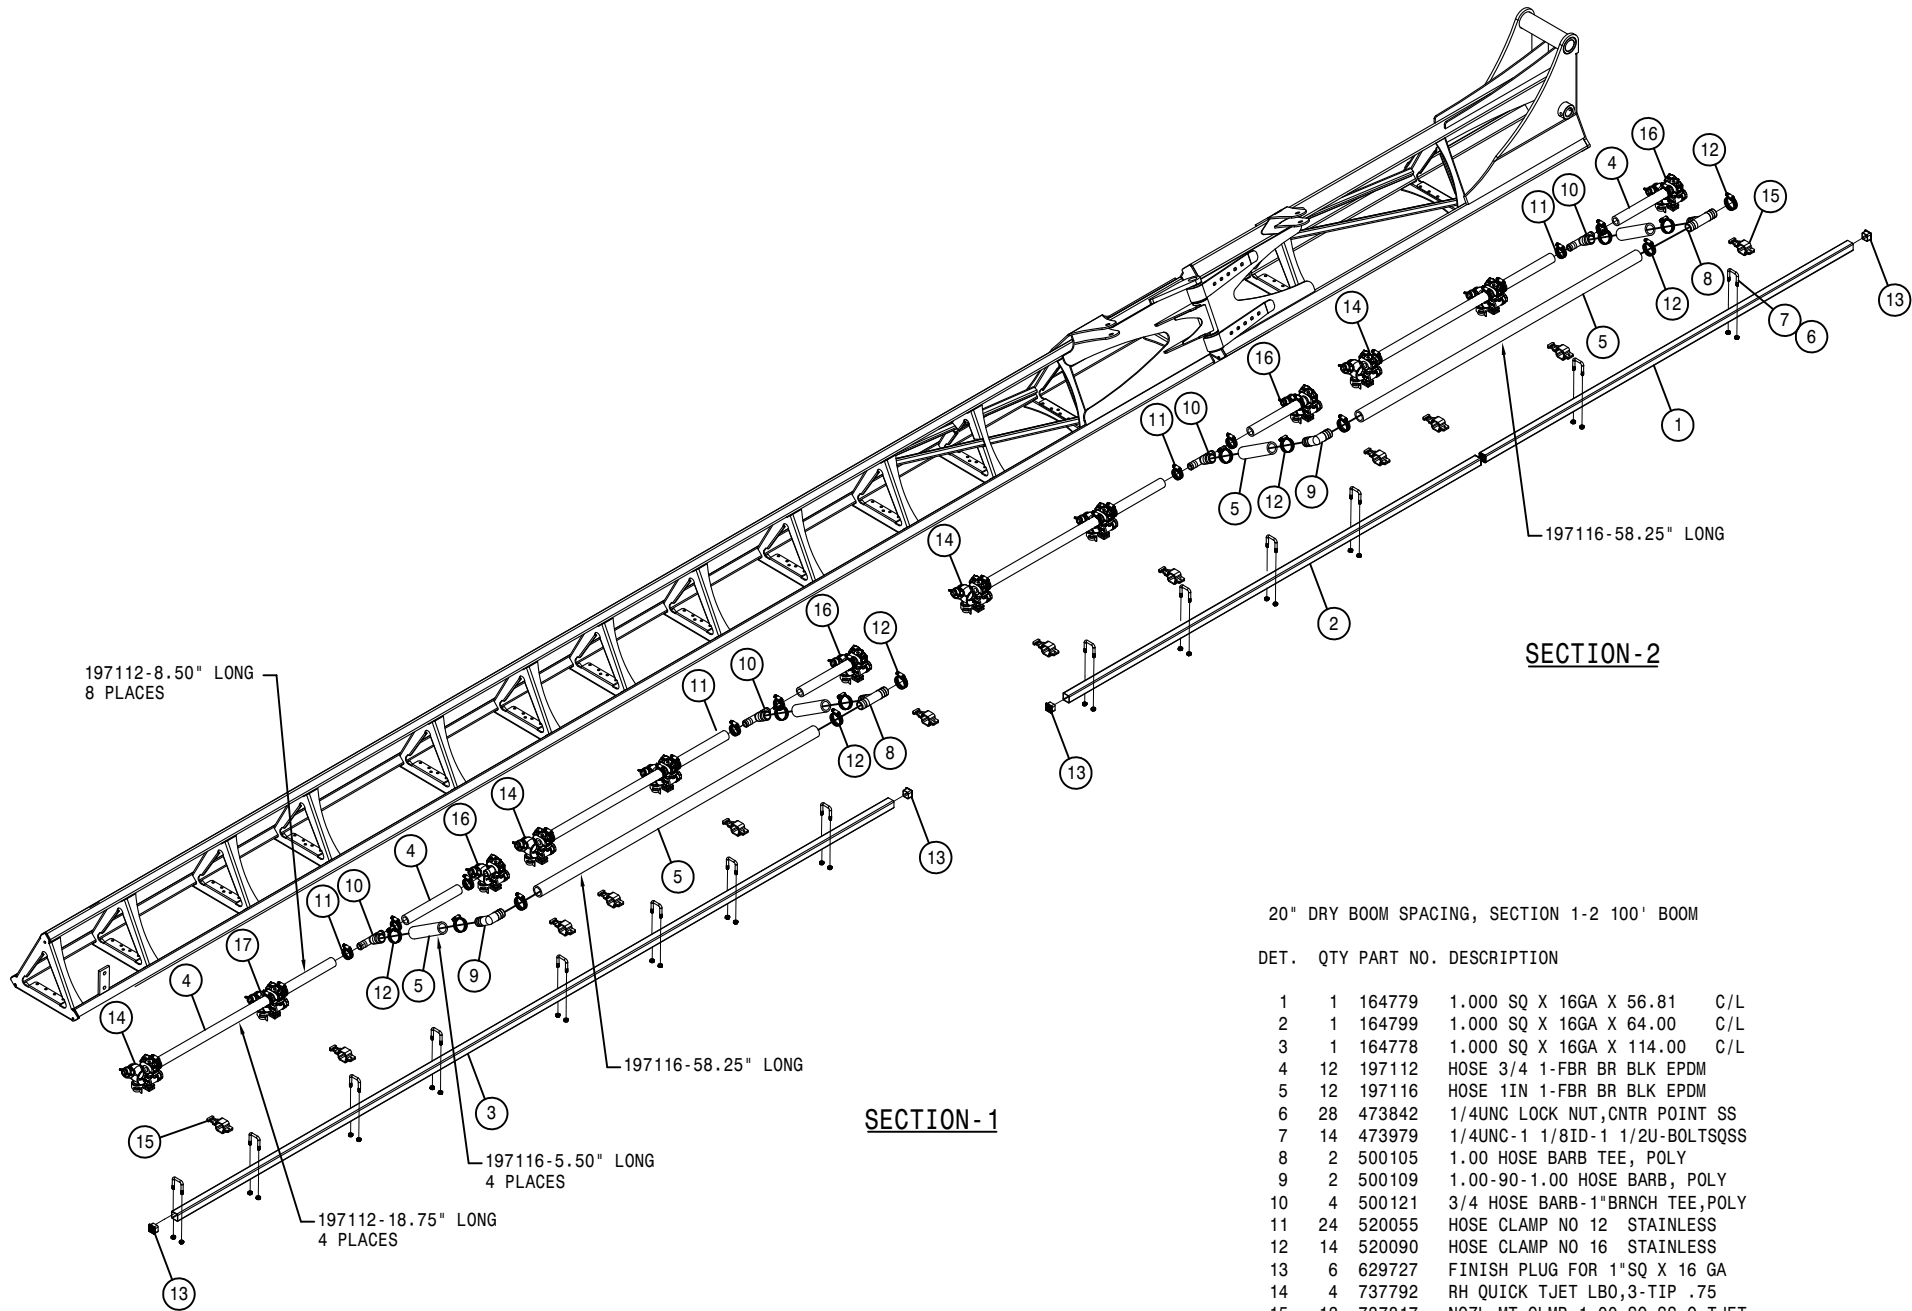 16
12
4
10
15
11
8
12
13
14
7
6
5
16
1
10
11
9
12
5
197116-58.25" LONG
14
2
16
12
SECTION-2
197112-8.50" LONG
8 PLACES
10
11
8
12
13
14
16
13
4
5
10
11
17
9
5
12
4
14
197116-58.25" LONG
3
SECTION-1
15
197116-5.50" LONG
4 PLACES
197112-18.75" LONG
4 PLACES
13
20" DRY BOOM SPACING, SECTION 1-2 100' BOOM
DET. QTY PART NO. DESCRIPTION
1 1 164779 1.000 SQ X 16GA X 56.81 C/L
2 1 164799 1.000 SQ X 16GA X 64.00 C/L
3 1 164778 1.000 SQ X 16GA X 114.00 C/L
4 12 197112 HOSE 3/4 1-FBR BR BLK EPDM
5 12 197116 HOSE 1IN 1-FBR BR BLK EPDM
6 28 473842 1/4UNC LOCK NUT,CNTR POINT SS
7 14 473979 1/4UNC-1 1/8ID-1 1/2U-BOLTSQSS
8 2 500105 1.00 HOSE BARB TEE, POLY
9 2 500109 1.00-90-1.00 HOSE BARB, POLY
10 4 500121 3/4 HOSE BARB-1"BRNCH TEE,POLY
11 24 520055 HOSE CLAMP NO 12 STAINLESS
12 14 520090 HOSE CLAMP NO 16 STAINLESS
13 6 629727 FINISH PLUG FOR 1"SQ X 16 GA
14 4 737792 RH QUICK TJET LBO,3-TIP .75